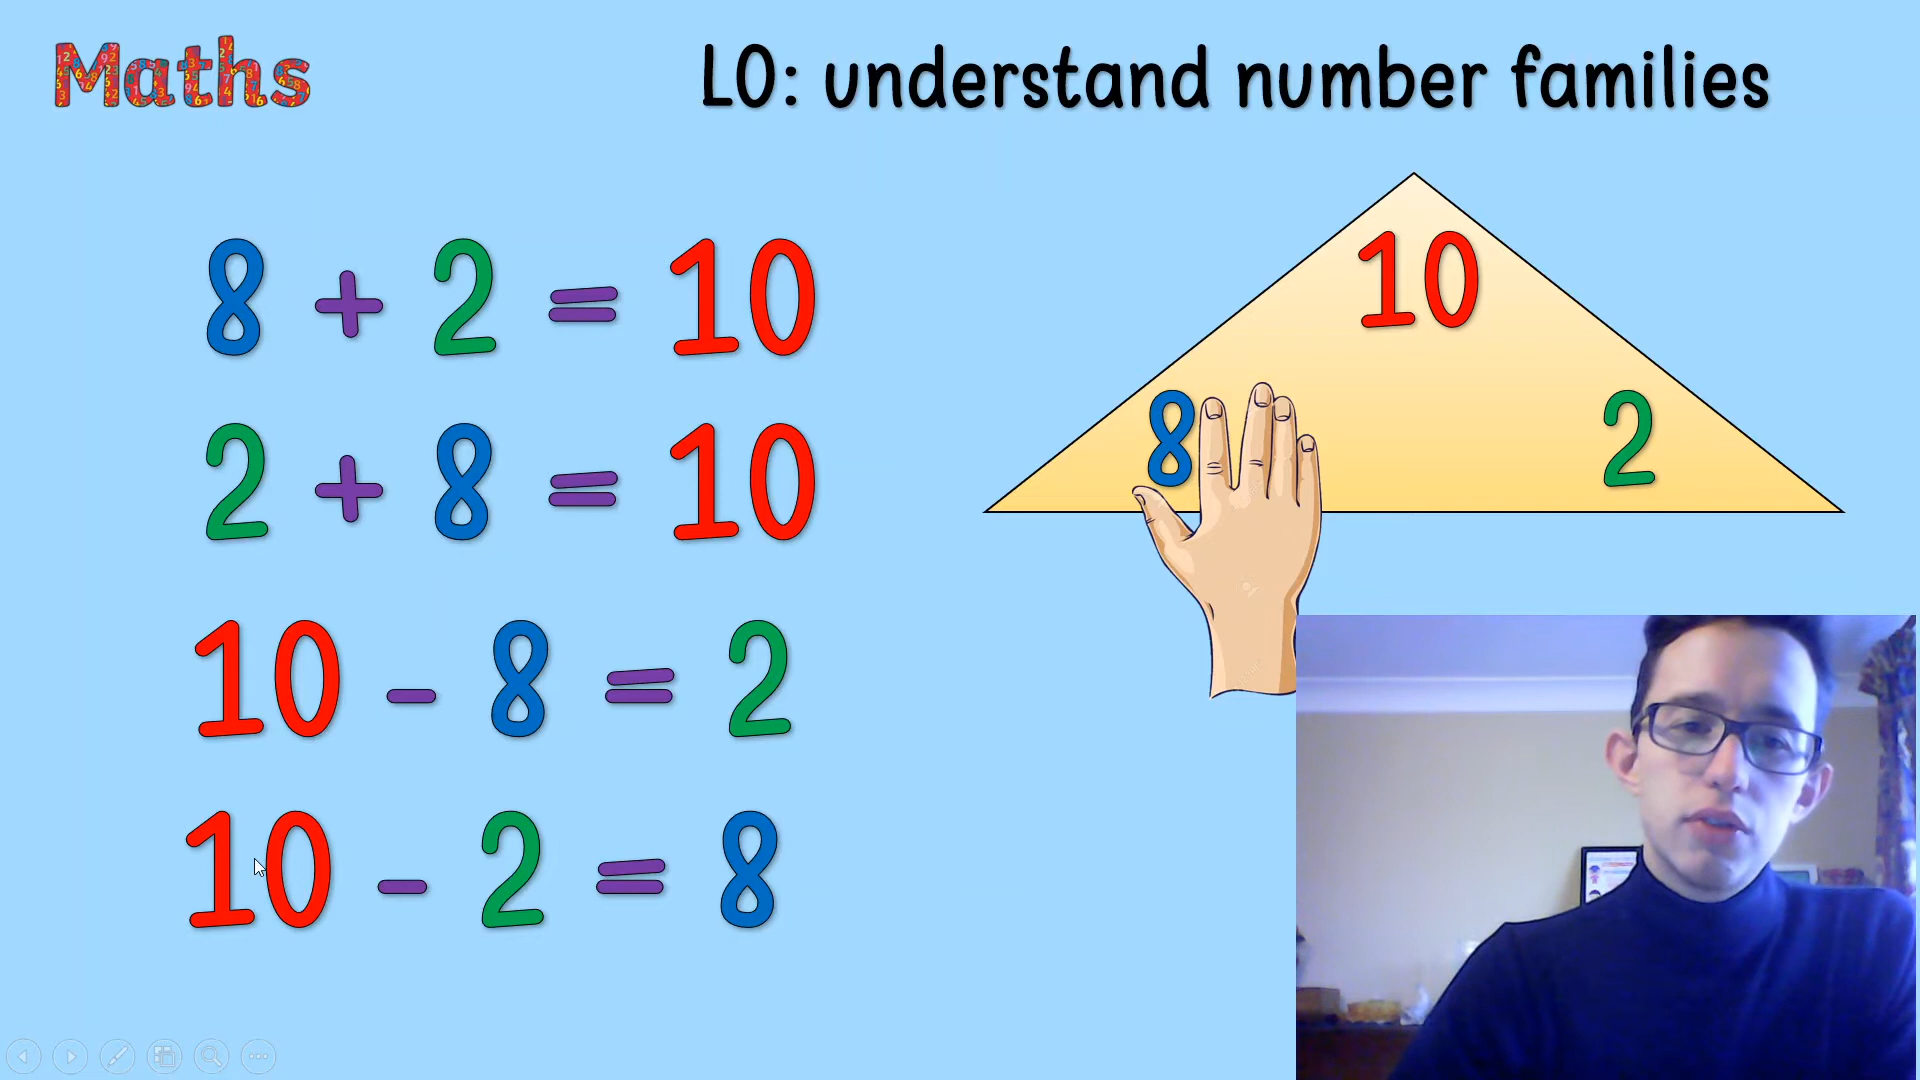 Maths
LO: understand number families
8 + 2 = 10
2 + 8 = 10
10 - 8 = 2
10 - 2 = 8
10
8
2